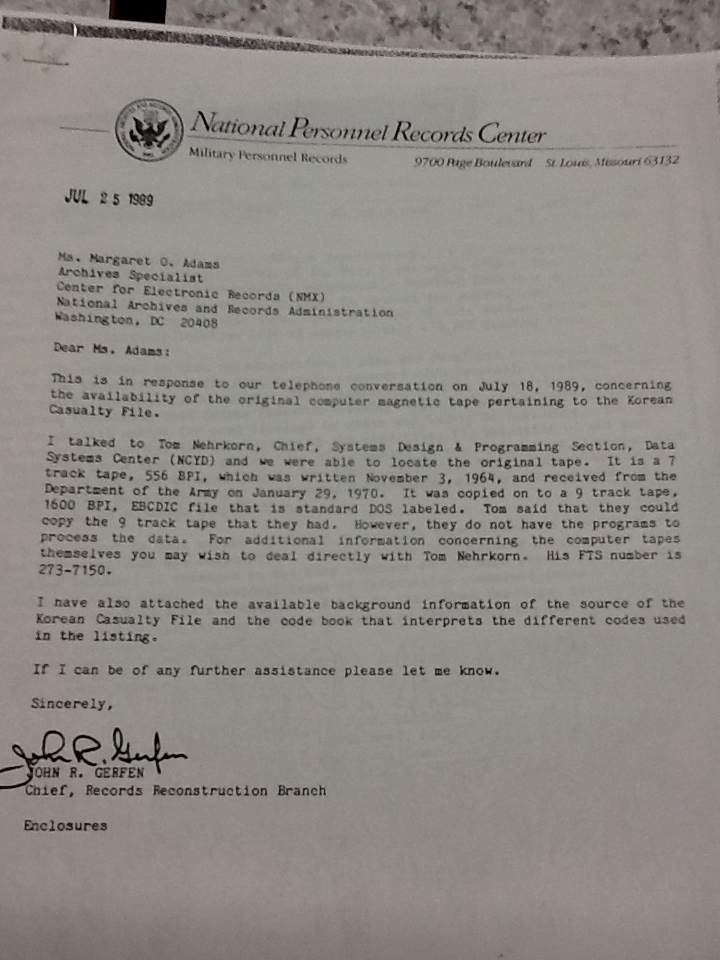 National Personnel Records Center
Military Personnel Records 9700 Page Boulevard St. Louis, Missouri 63132
JUL 25 1989
Ms. Margaret O. Adams
Archives Specialist
Center for Electronic Records (NMX)
National Archives and Records Administration
Washington, DC 20408
Dear Ms. Adams:
This is in response to our telephone conversation on July 18, 1989, concerning
the availability of the original computer magnetic tape pertaining to the Korean
Casualty File.
I talked to Tom Nehrkorn, Chief, Systems Design & Programming Section, Data
Systems Center (NCYD) and we were able to locate the original tape. It is a 7
track tape, 556 BPI, which was written November 3, 1964, and received from the
Department of the Army on January 29, 1970. It was copied on to a 9 track tape,
1600 BPI, EBCDIC file that is standard DOS labeled. Tom said that they could
copy the 9 track tape that they had. However, they do not have the programs to
process the data. For additional information concerning the computer tapes
themselves you may wish to deal directly with Tom Nehrkorn. His FTS number is
273-7150.
I have also attached the available background information of the source of the
Korean Casualty File and the code book that interprets the different codes used
in the listing.
If I can be of any further assistance please let me know.
Sincerely,
John R. Gerfen
JOHN R. GERFEN
Chief, Records Reconstruction Branch
Enclosures